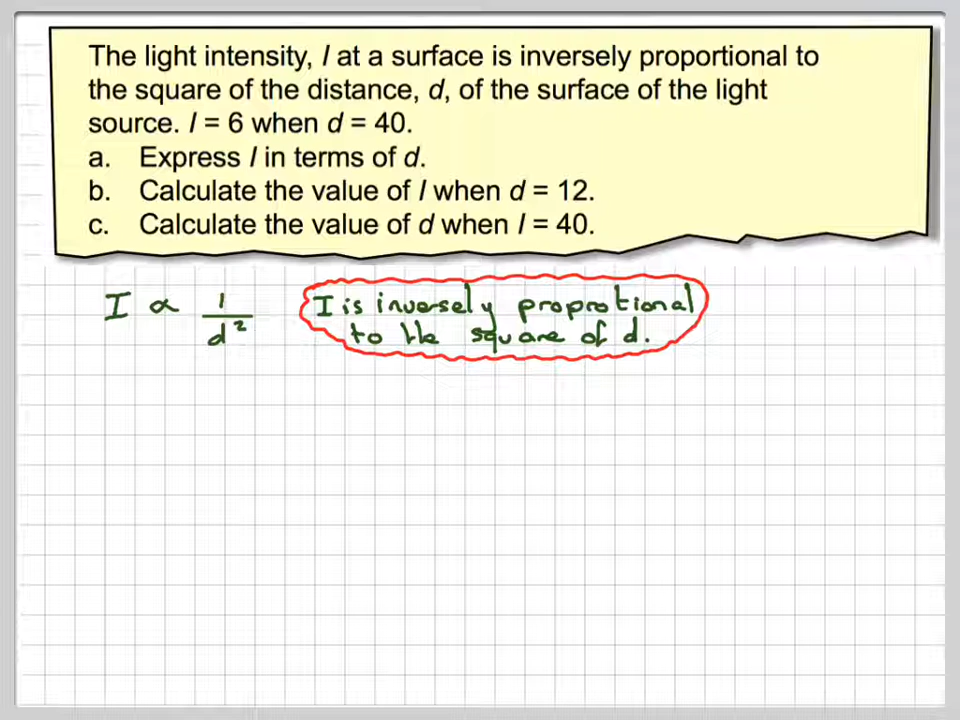 The light intensity, I at a surface is inversely proportional to
the square of the distance, d, of the surface of the light
source. I = 6 when d = 40.
a. Express I in terms of d.
b. Calculate the value of I when d = 12.
c. Calculate the value of d when I = 40.
I ∝ 1/d² I is inversely proprotional
to the square of d.